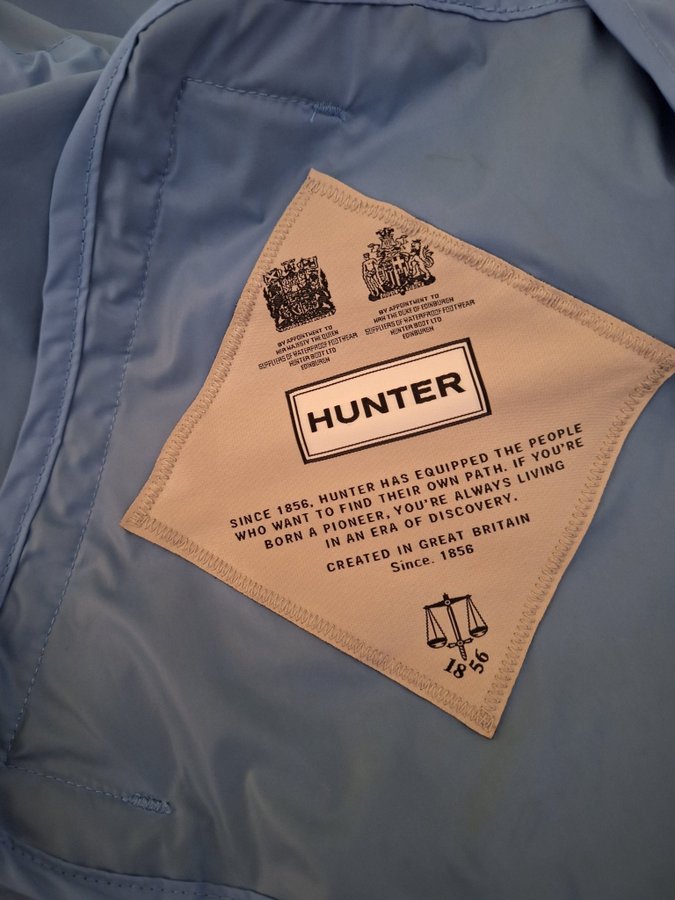 BY APPOINTMENT TO
HER MAJESTY THE QUEEN
SUPPLIERS OF WATERPROOF FOOTWEAR
HUNTER BOOT LTD
EDINBURGH
BY APPOINTMENT TO
HRH THE DUKE OF EDINBURGH
SUPPLIERS OF WATERPROOF FOOTWEAR
HUNTER BOOT LTD
EDINBURGH
HUNTER
SINCE 1856, HUNTER HAS EQUIPPED THE PEOPLE
WHO WANT TO FIND THEIR OWN PATH. IF YOU'RE
BORN A PIONEER, YOU'RE ALWAYS LIVING
IN AN ERA OF DISCOVERY.
CREATED IN GREAT BRITAIN
Since. 1856
1856